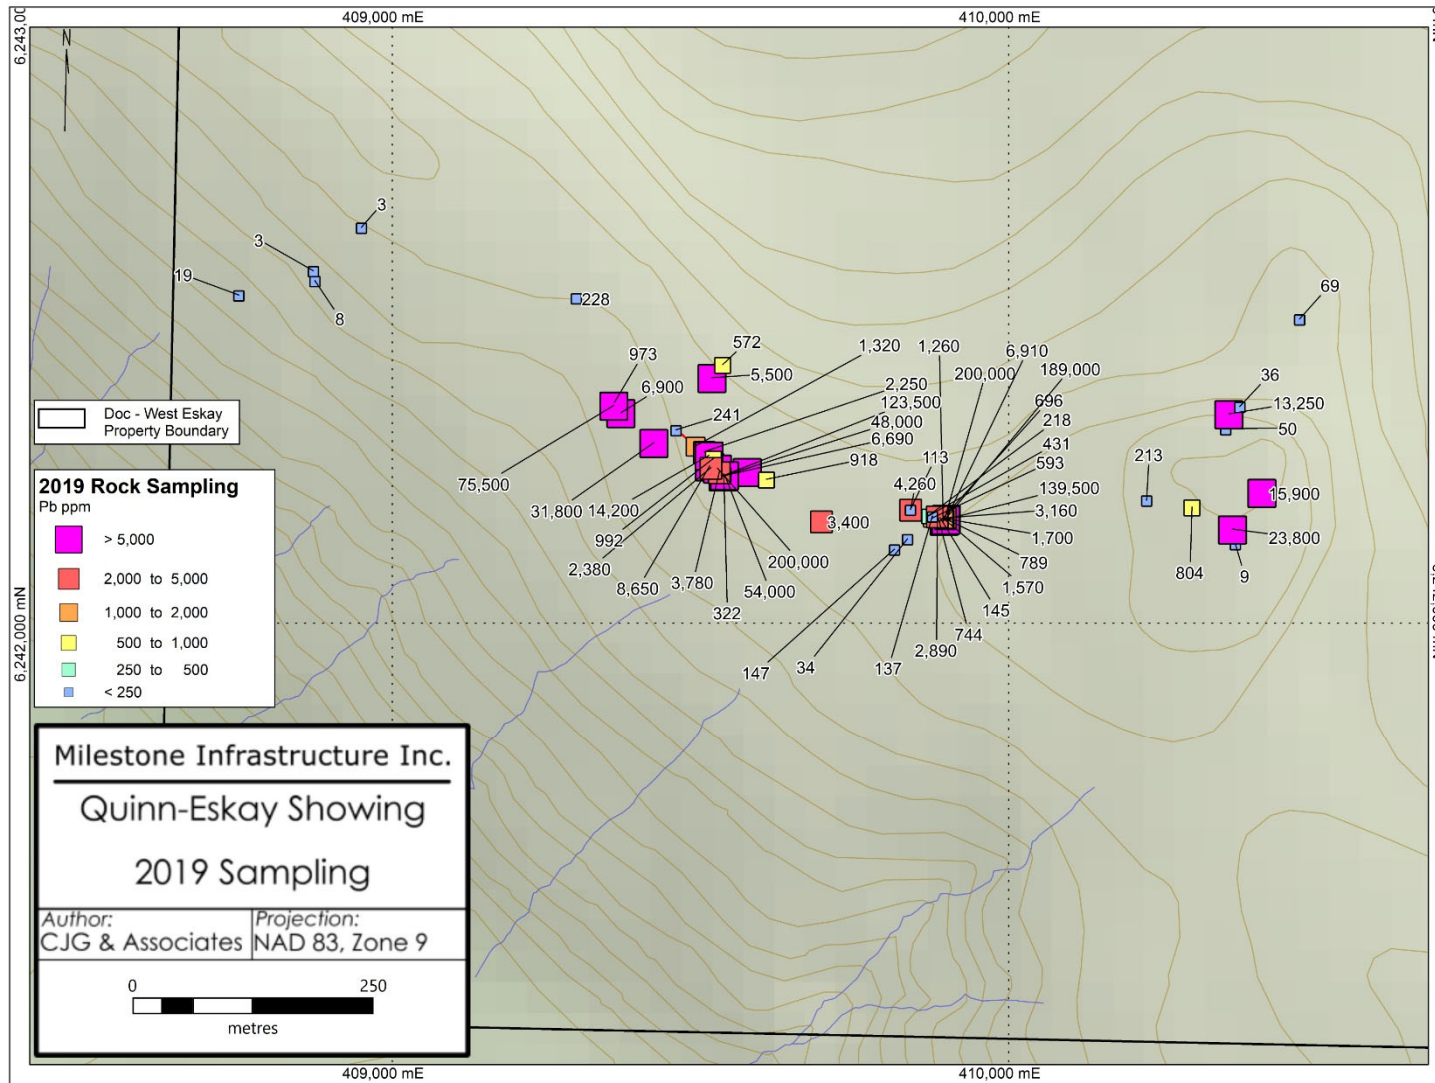 409,000 mE
410,000 mE
6,243,00
N
3
3
19
8
228
69
572
1,320
1,260
6,910
973
5,500
200,000
189,000
6,900
2,250
36
696
123,500
13,250
241
218
48,000
50
431
6,690
113
213
593
918
75,500
4,260
139,500
15,900
31,800
14,200
3,160
3,400
1,700
23,800
992
789
2,380
200,000
804
9
8,650
3,780
54,000
1,570
322
145
744
2,890
147
34
137
6,242,000 mN
Doc - West Eskay
Property Boundary
2019 Rock Sampling
Pb ppm
> 5,000
2,000 to 5,000
1,000 to 2,000
500 to 1,000
250 to 500
< 250
Milestone Infrastructure Inc.
Quinn-Eskay Showing
2019 Sampling
Author:
CJG & Associates
Projection:
NAD 83, Zone 9
0
250
metres
409,000 mE
410,000 mE